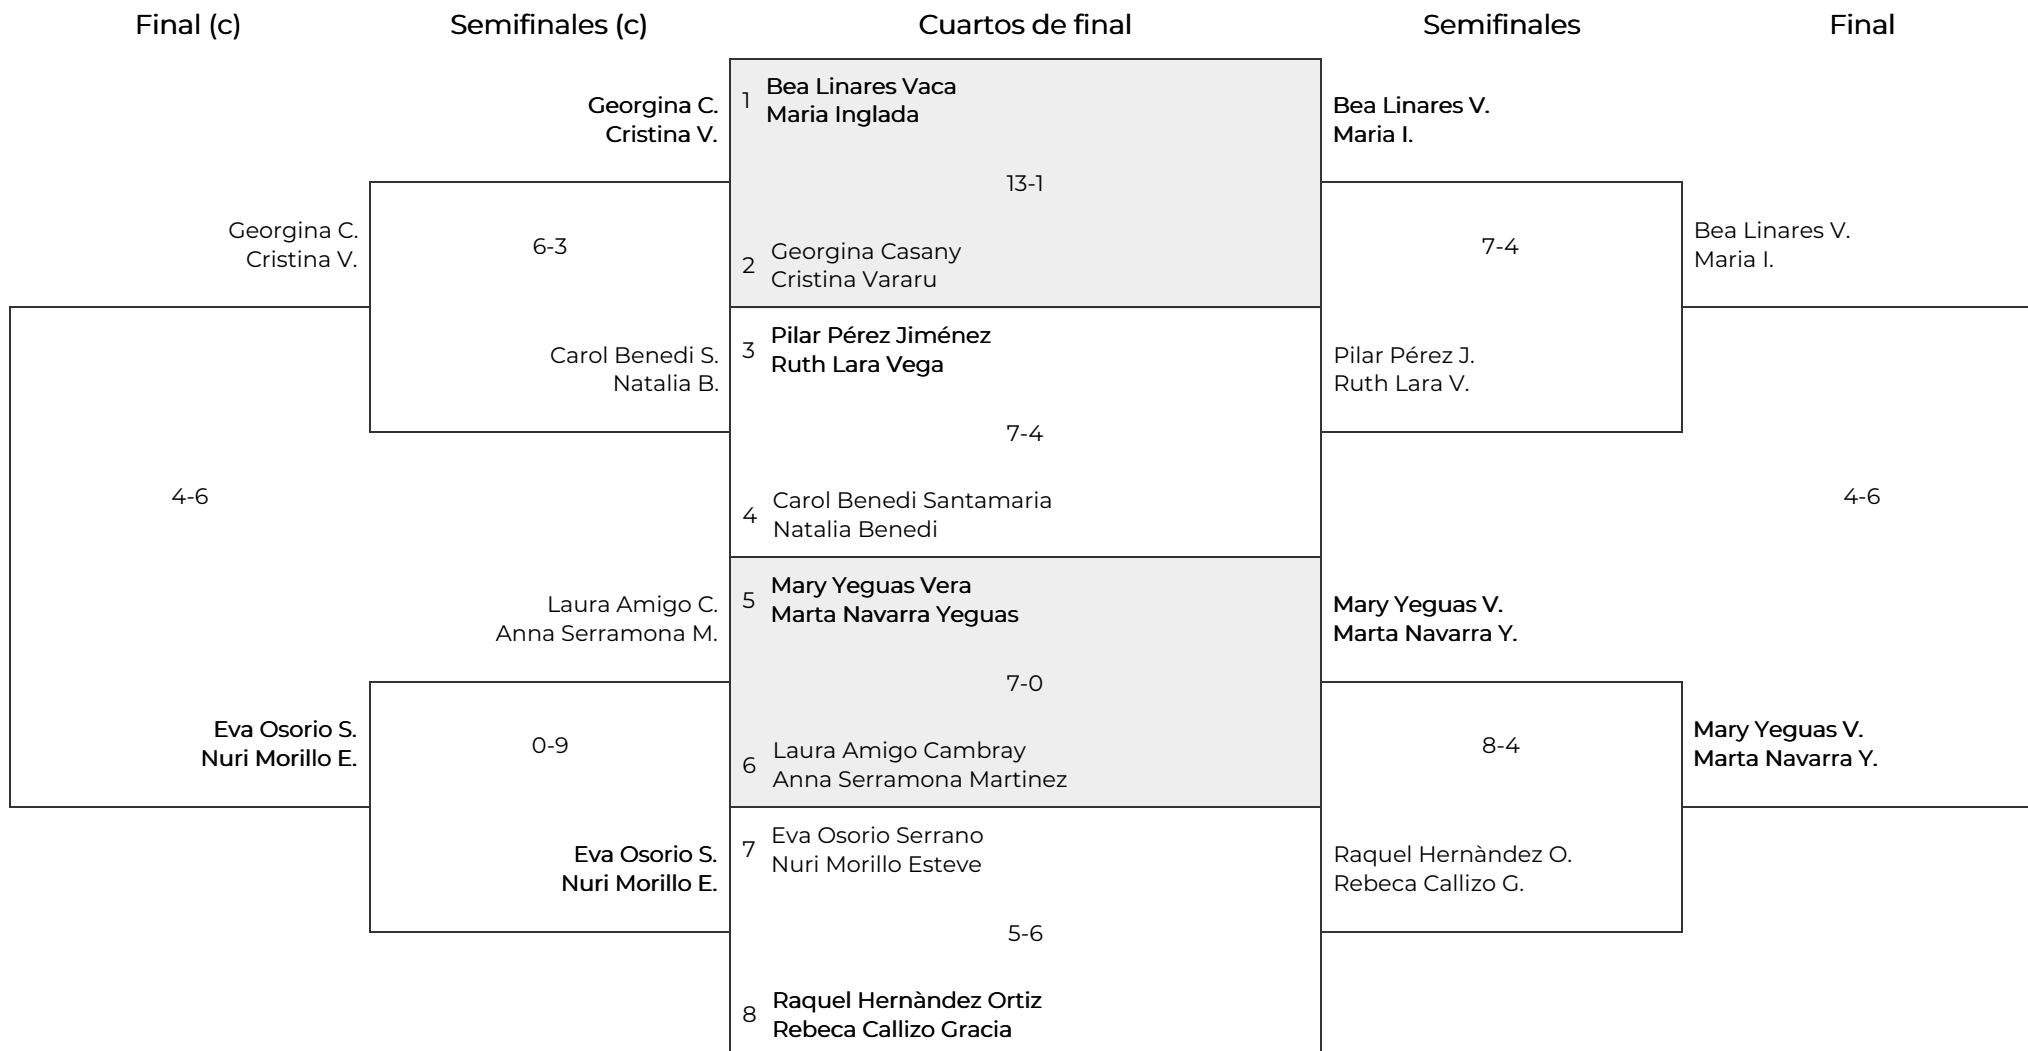 Final (c)
Semifinales (c)
Cuartos de final
Semifinales
Final
Georgina C.
Cristina V.
Georgina C.
Cristina V.
6-3
Carol Benedi S.
Natalia B.
4-6
Laura Amigo C.
Anna Serramona M.
Eva Osorio S.
Nuri Morillo E.
0-9
Eva Osorio S.
Nuri Morillo E.
1
Bea Linares Vaca
Maria Inglada
13-1
2
Georgina Casany
Cristina Vararu
3
Pilar Pérez Jiménez
Ruth Lara Vega
7-4
4
Carol Benedi Santamaria
Natalia Benedi
5
Mary Yeguas Vera
Marta Navarra Yeguas
7-0
6
Laura Amigo Cambray
Anna Serramona Martinez
7
Eva Osorio Serrano
Nuri Morillo Esteve
5-6
8
Raquel Hernàndez Ortiz
Rebeca Callizo Gracia
Bea Linares V.
Maria I.
7-4
Pilar Pérez J.
Ruth Lara V.
Mary Yeguas V.
Marta Navarra Y.
8-4
Raquel Hernàndez O.
Rebeca Callizo G.
Bea Linares V.
Maria I.
4-6
Mary Yeguas V.
Marta Navarra Y.